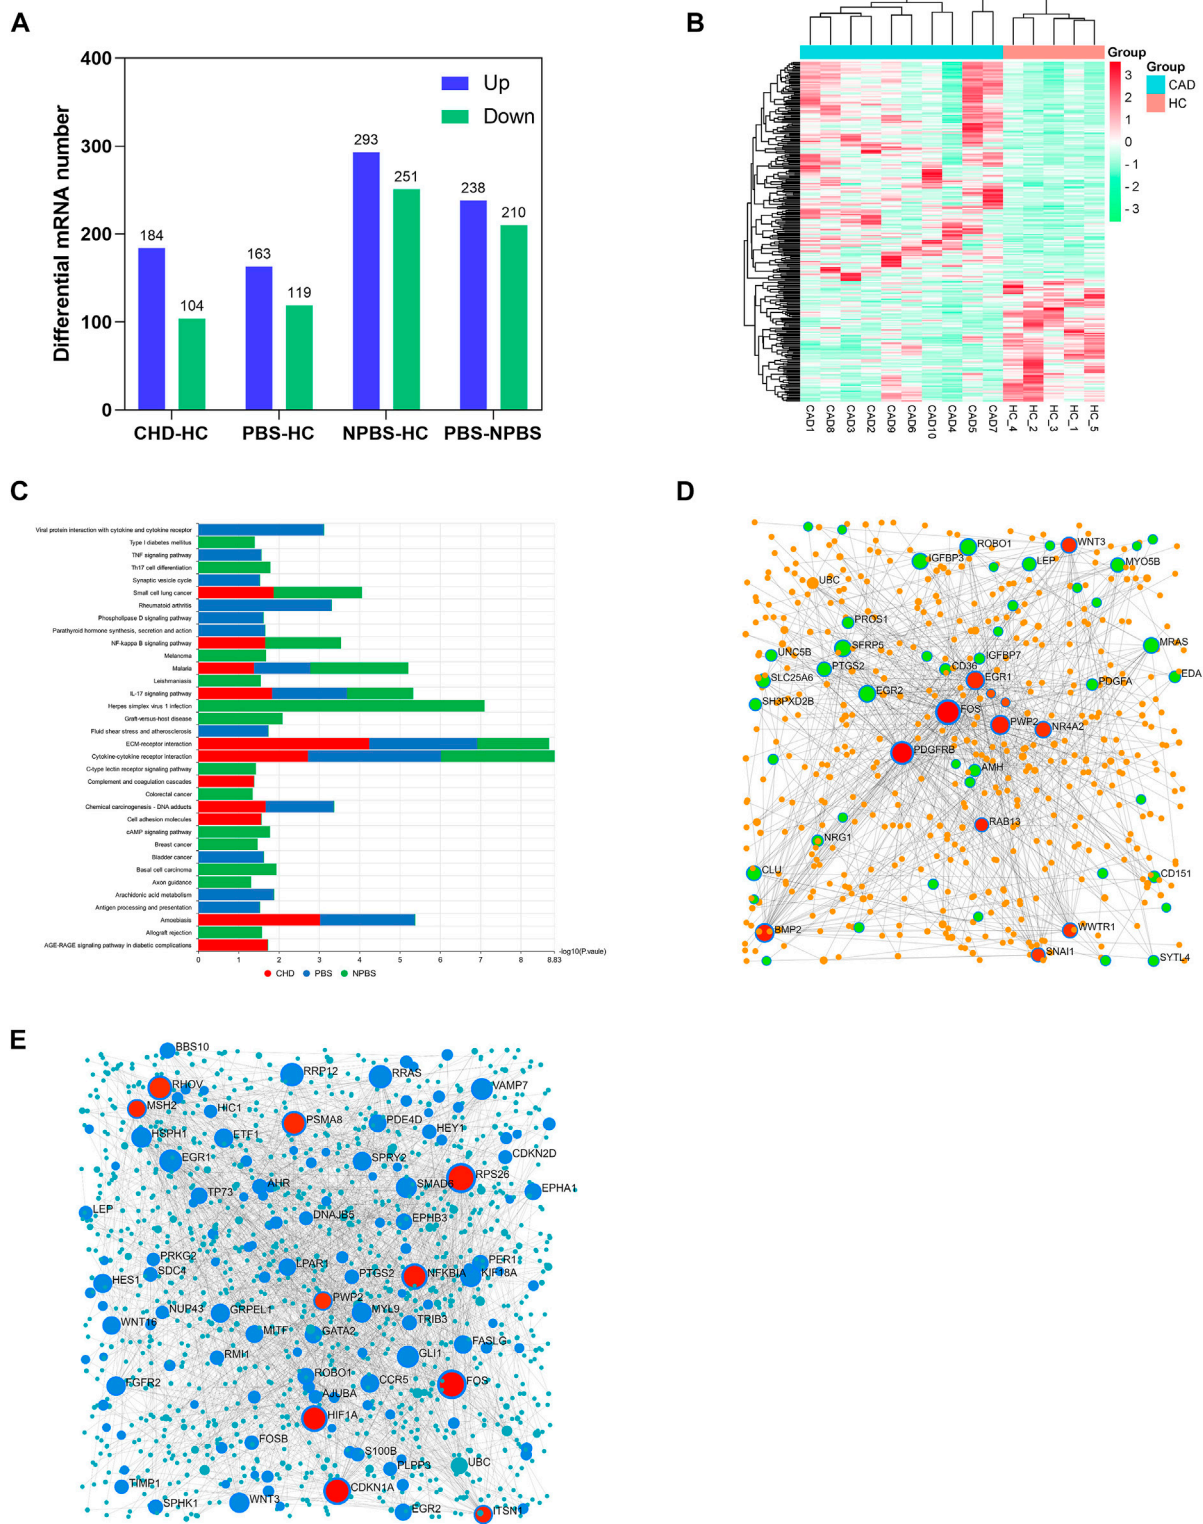 A
400
300
200
100
0
Differential mRNA number
Up
Down
184
104
163
119
293
251
238
210
CHD-HC
PBS-HC
NPBS-HC
PBS-NPBS
B
Group
3
2
1
0
-1
-2
-3
Group
CAD
HC
CAD1
CAD8
CAD3
CAD2
CAD9
CAD6
CAD10
CAD4
CAD5
CAD7
HC_4
HC_2
HC_3
HC_1
HC_5
C
Viral protein interaction with cytokine and cytokine receptor
Type I diabetes mellitus
TNF signaling pathway
Th17 cell differentiation
Synaptic vesicle cycle
Small cell lung cancer
Rheumatoid arthritis
Phospholipase D signaling pathway
Parathyroid hormone synthesis, secretion and action
NF-kappa B signaling pathway
Melanoma
Malaria
Leishmaniasis
IL-17 signaling pathway
Herpes simplex virus 1 infection
Graft-versus-host disease
Fluid shear stress and atherosclerosis
ECM-receptor interaction
Cytokine-cytokine receptor interaction
C-type lectin receptor signaling pathway
Complement and coagulation cascades
Colorectal cancer
Chemical carcinogenesis - DNA adducts
Cell adhesion molecules
cAMP signaling pathway
Breast cancer
Bladder cancer
Basal cell carcinoma
Axon guidance
Arachidonic acid metabolism
Antigen processing and presentation
Amoebiasis
Allograft rejection
AGE-RAGE signaling pathway in diabetic complications
-log10(P.vaule)
0 1 2 3 4 5 6 7 8 8.83
CHD PBS NPBS
D
ROBO1
WNT3
IGFBP3
LEP
MYO5B
UBC
PROS1
SFRP5
MRAS
UNC5B
IGFBP7
PTGS2
CD36
EDA
SLC25A6
EGR1
PDGFA
EGR2
SH3PXD2B
FOS
PWP2
NR4A2
PDGFRB
AMH
RAB13
NRG1
CLU
CD151
BMP2
WWTR1
SNAI1
SYTL4
E
BBS10
RRP12
RRAS
RHOV
VAMP7
MSH2
HIC1
PSMA8
PDE4D
HEY1
HSPH1
ETF1
EGR1
SPRY2
CDKN2D
RPS26
AHR
SMAD6
TP73
EPHA1
LEP
DNAJB5
EPHB3
PRKG2
LPAR1
PER1
SDC4
PTGS2
NFKBIA
KIF18A
HES1
PWP2
NUP43
GRPEL1
MYL9
WNT16
TRIB3
MITF
GATA2
FASLG
RMI1
GLI1
ROBO1
CCR5
FGFR2
FOS
AJUBA
HIF1A
FOSB
S100B
PLPP3
UBC
TIMP1
CDKN1A
SPHK1
WNT3
EGR2
ITSN1